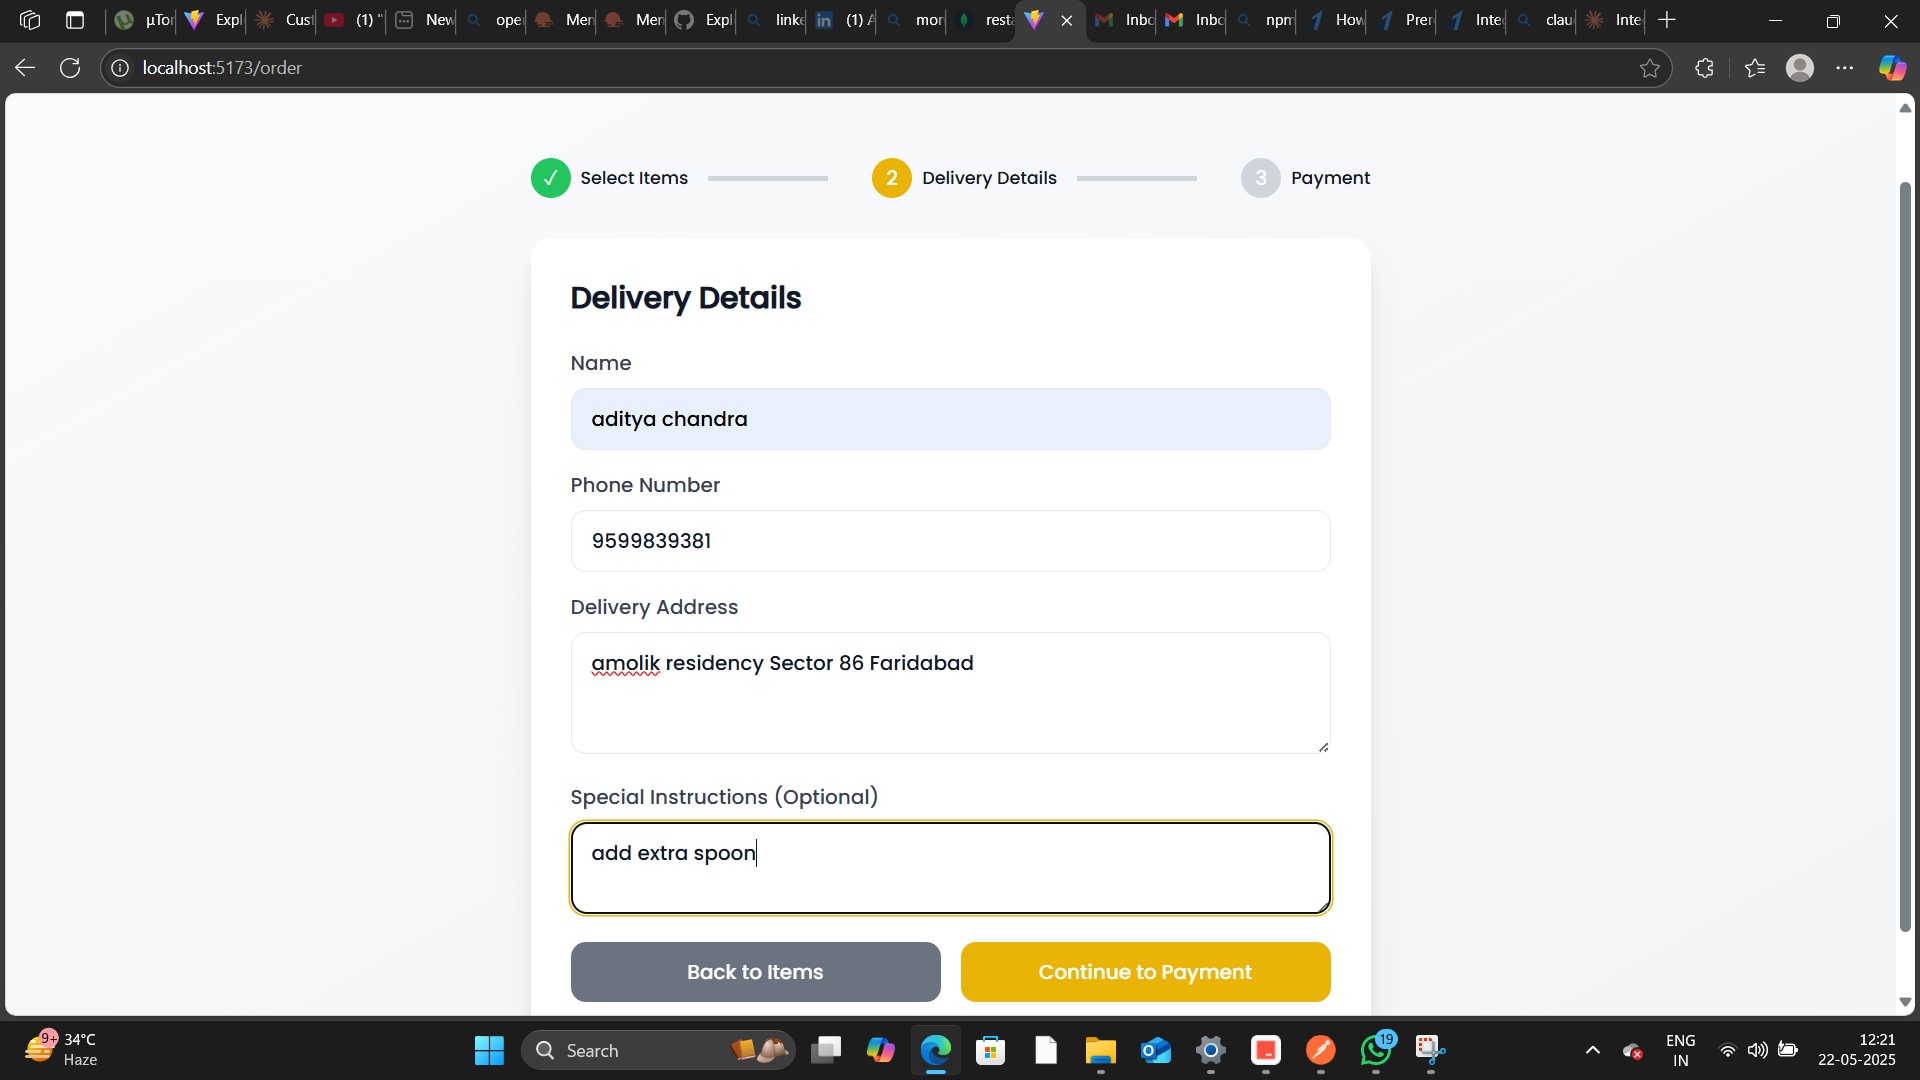 µTor
Expl
Cust
(1) "
New
oper
Men
Men
Expl
linke
in
(1) A
mor
resta
Inbo
Inbo
npm
How
Prer
Inte
clau
Inte
localhost:5173/order
✓ Select Items
2 Delivery Details
3 Payment
Delivery Details
Name
aditya chandra
Phone Number
9599839381
Delivery Address
amolik residency Sector 86 Faridabad
Special Instructions (Optional)
add extra spoon
Back to Items
Continue to Payment
9+
34°C
Haze
Search
19
ENG
IN
12:21
22-05-2025